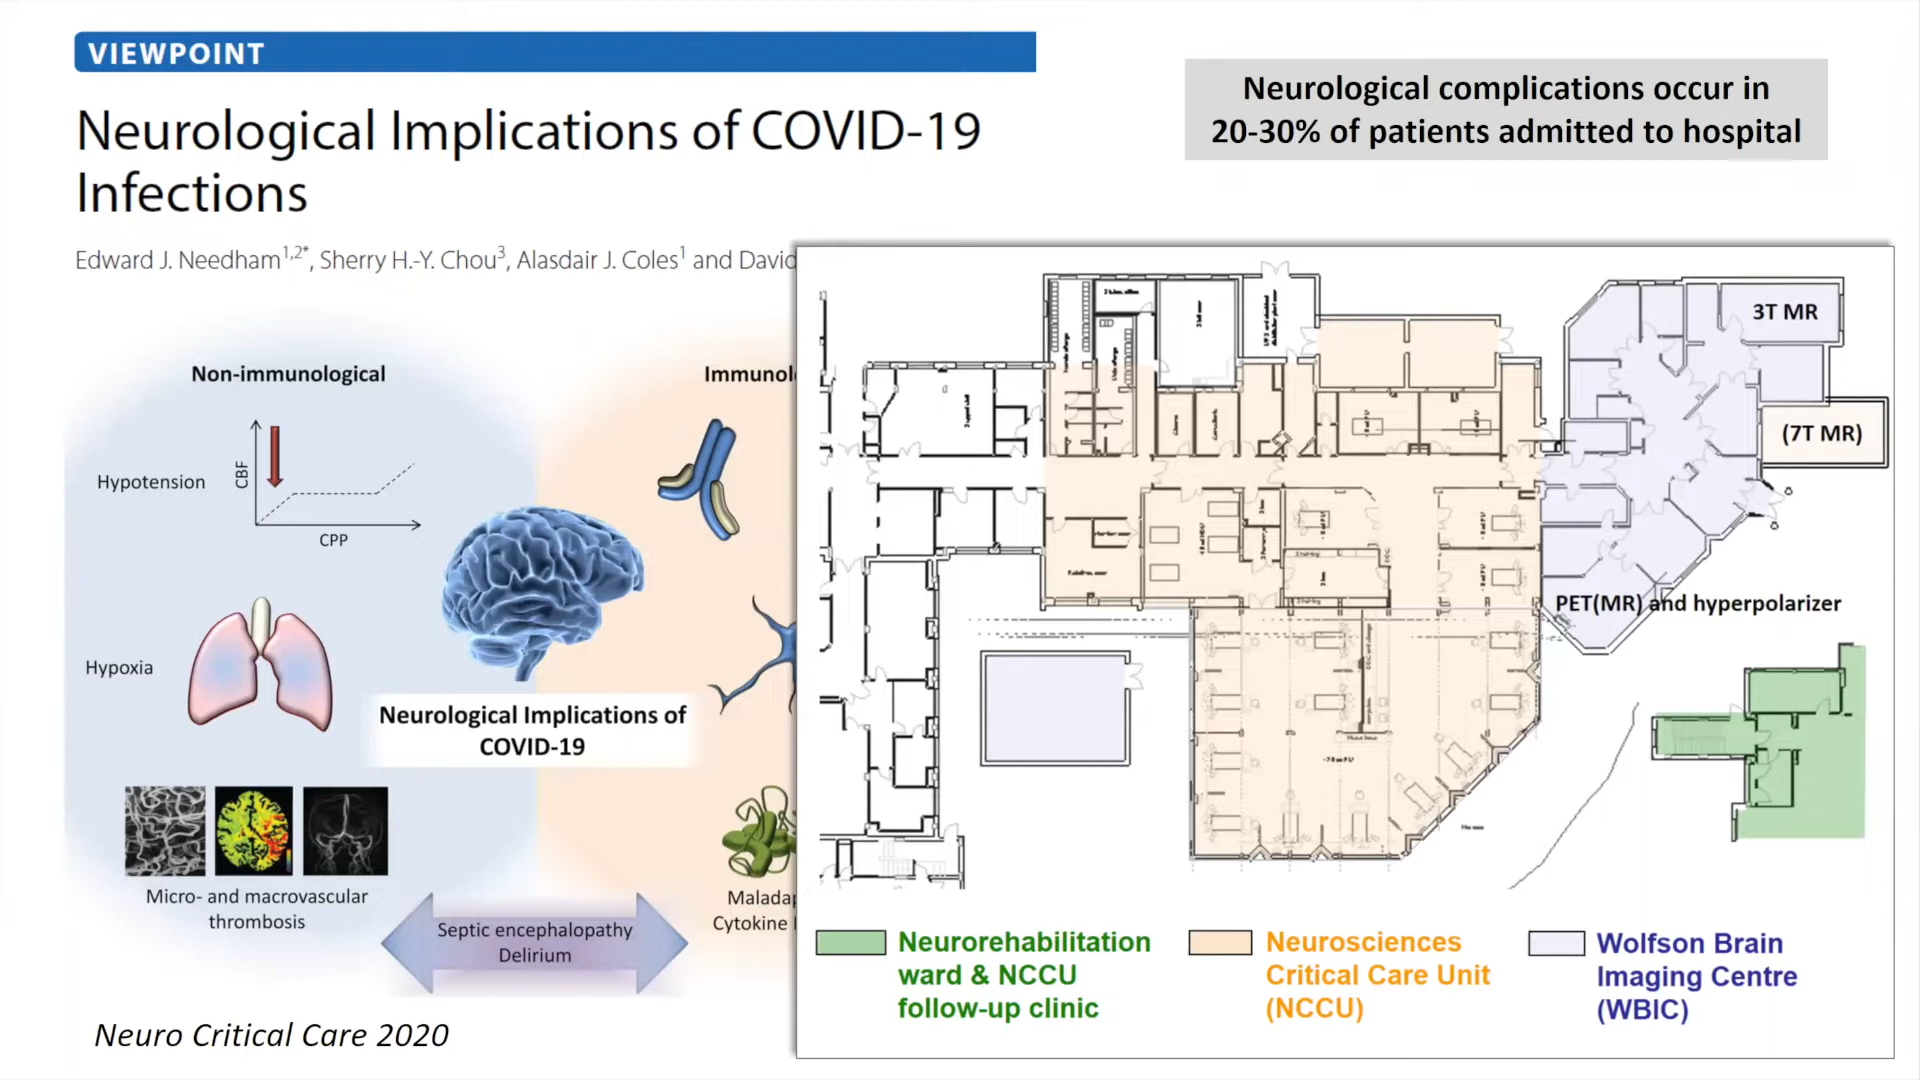 VIEWPOINT
Neurological Implications of COVID-19
Infections
Edward J. Needham1,2*, Sherry H.-Y. Chou3, Alasdair J. Coles1 and David
Neurological complications occur in
20-30% of patients admitted to hospital
Non-immunological
Immunol
Hypotension
CBF
CPP
Hypoxia
Neurological Implications of
COVID-19
Micro- and macrovascular
thrombosis
Maladap
Cytokine
Septic encephalopathy
Delirium
Neuro Critical Care 2020
3T MR
(7T MR)
PET(MR) and hyperpolarizer
Neurorehabilitation
ward & NCCU
follow-up clinic
Neurosciences
Critical Care Unit
(NCCU)
Wolfson Brain
Imaging Centre
(WBIC)